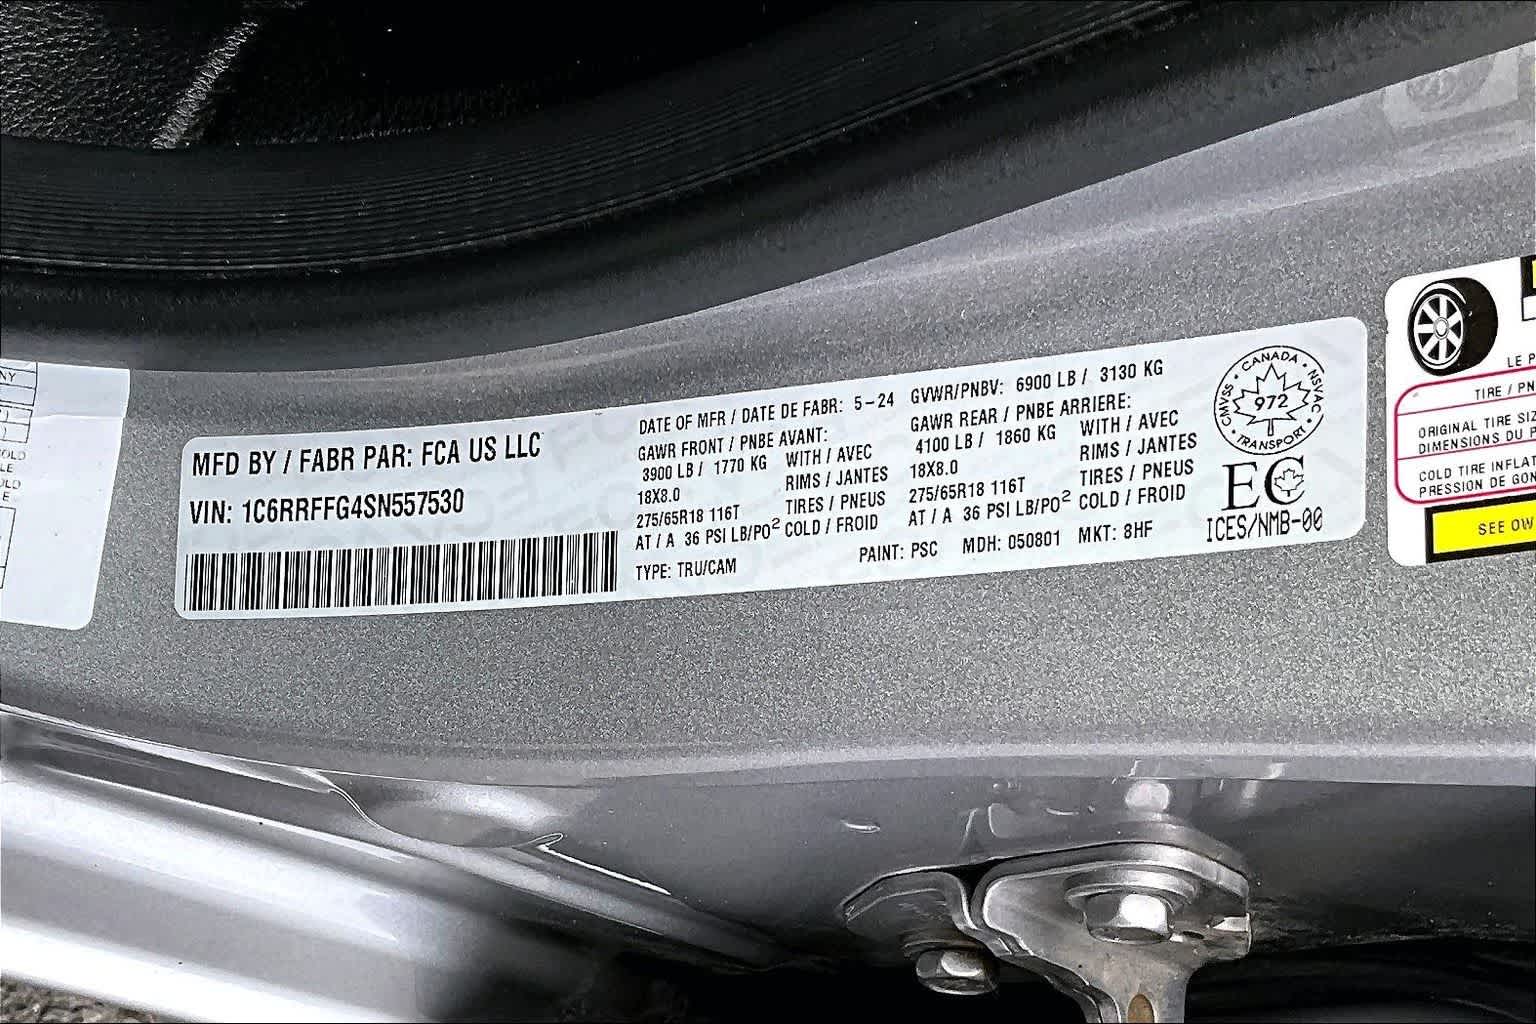 NY
MFD BY / FABR PAR: FCA US LLC
VIN: 1C6RRFFG4SN557530
DATE OF MFR / DATE DE FABR: 5-24
GAWR FRONT / PNBE AVANT:
3900 LB / 1770 KG WITH / AVEC
18X8.0 RIMS / JANTES
275/65R18 116T TIRES / PNEUS
AT / A 36 PSI LB/PO2 COLD / FROID
TYPE: TRU/CAM
GVWR/PNBV: 6900 LB / 3130 KG
GAWR REAR / PNBE ARRIERE:
4100 LB / 1860 KG WITH / AVEC
18X8.0 RIMS / JANTES
275/65R18 116T TIRES / PNEUS
AT / A 36 PSI LB/PO2 COLD / FROID
PAINT: PSC MDH: 050801 MKT: 8HF
CANADA
CMVSS NSVAC
972
TRANSPORT
EC
ICES/NMB-00
LE P
TIRE / PN
ORIGINAL TIRE SIZ
DIMENSIONS DU P
COLD TIRE INFLAT
PRESSION DE GON
SEE OW